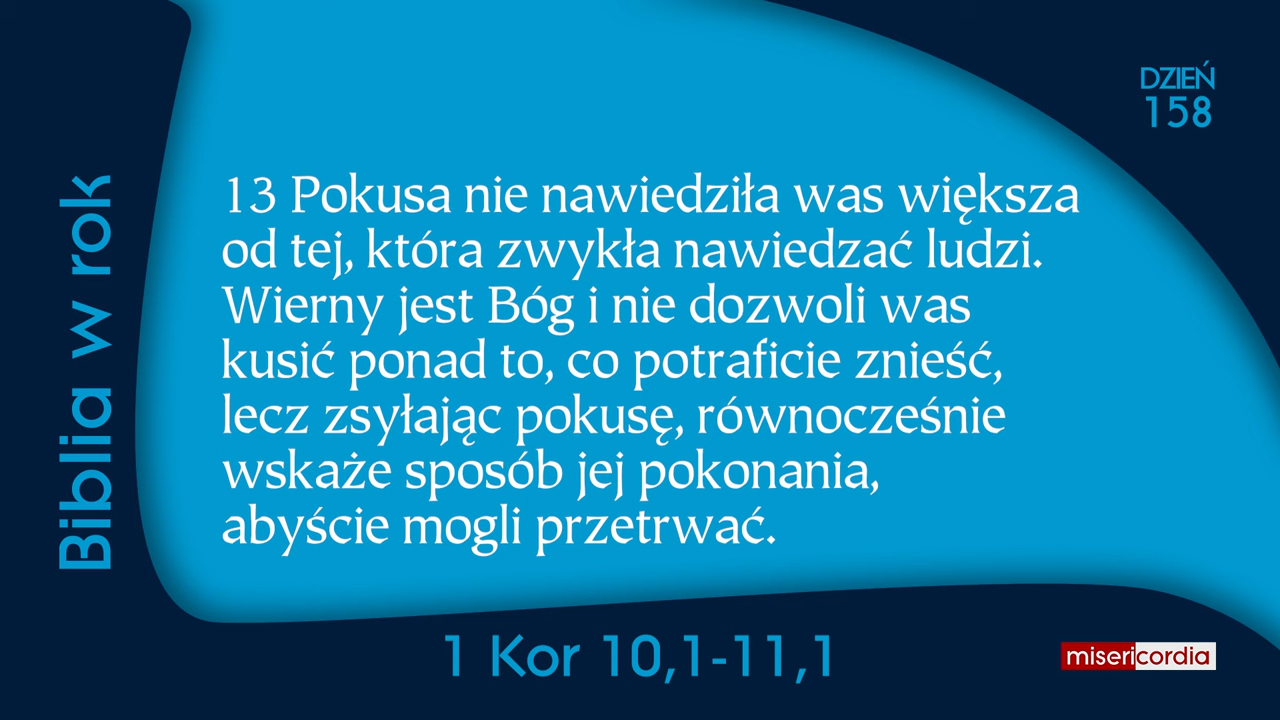 DZIEŃ
158
Biblia w rok
13 Pokusa nie nawiedziła was większa
od tej, która zwykła nawiedzać ludzi.
Wierny jest Bóg i nie dozwoli was
kusić ponad to, co potraficie znieść,
lecz zsyłając pokusę, równocześnie
wskaże sposób jej pokonania,
abyście mogli przetrwać.
1 Kor 10,1-11,1
misericordia